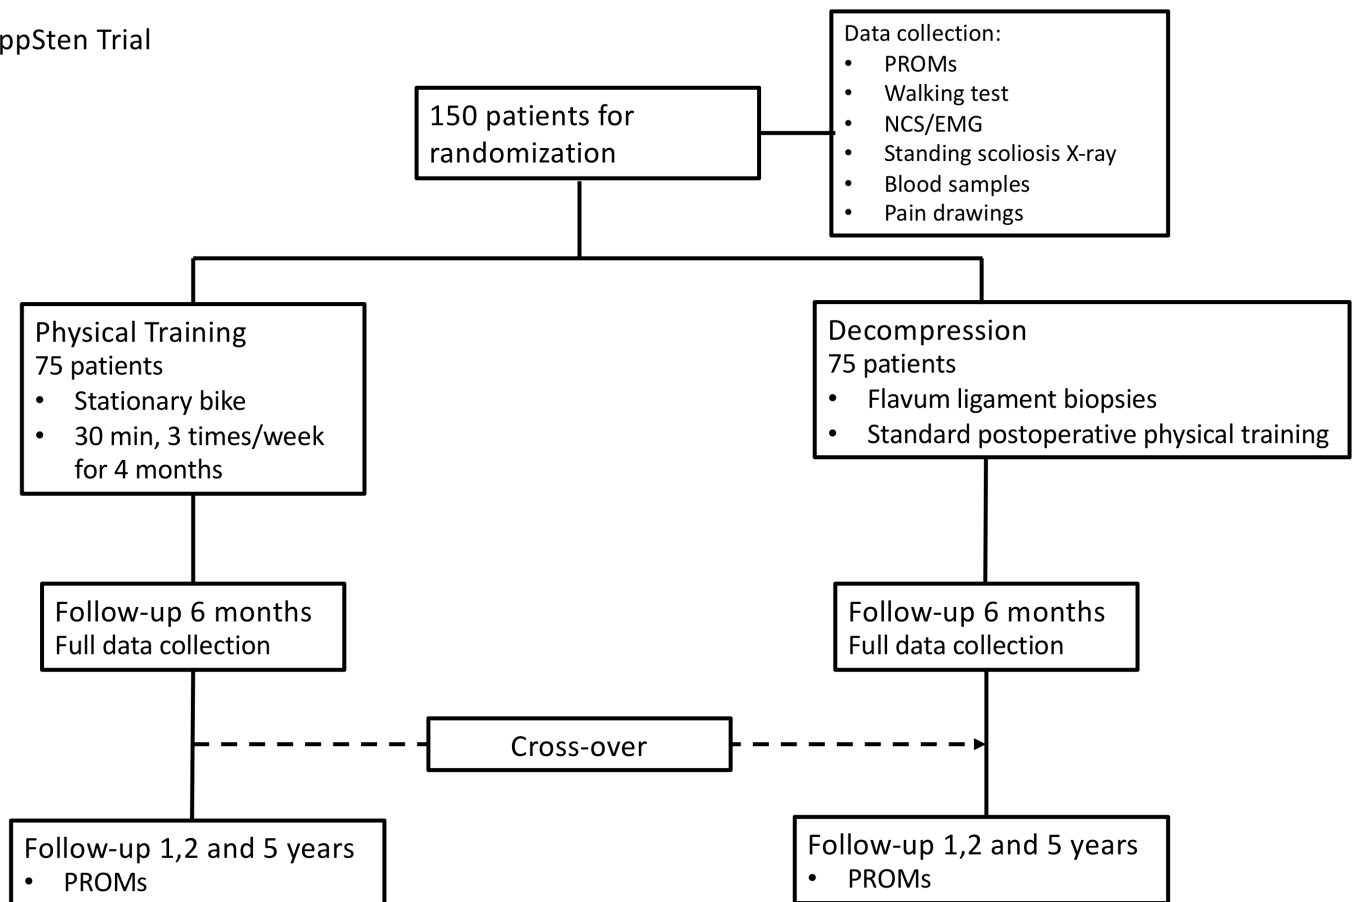 ppSten Trial
Data collection:
• PROMs
• Walking test
• NCS/EMG
• Standing scoliosis X-ray
• Blood samples
• Pain drawings
150 patients for
randomization
Physical Training
75 patients
• Stationary bike
• 30 min, 3 times/week
for 4 months
Decompression
75 patients
• Flavum ligament biopsies
• Standard postoperative physical training
Follow-up 6 months
Full data collection
Follow-up 6 months
Full data collection
Cross-over
Follow-up 1,2 and 5 years
• PROMs
Follow-up 1,2 and 5 years
• PROMs